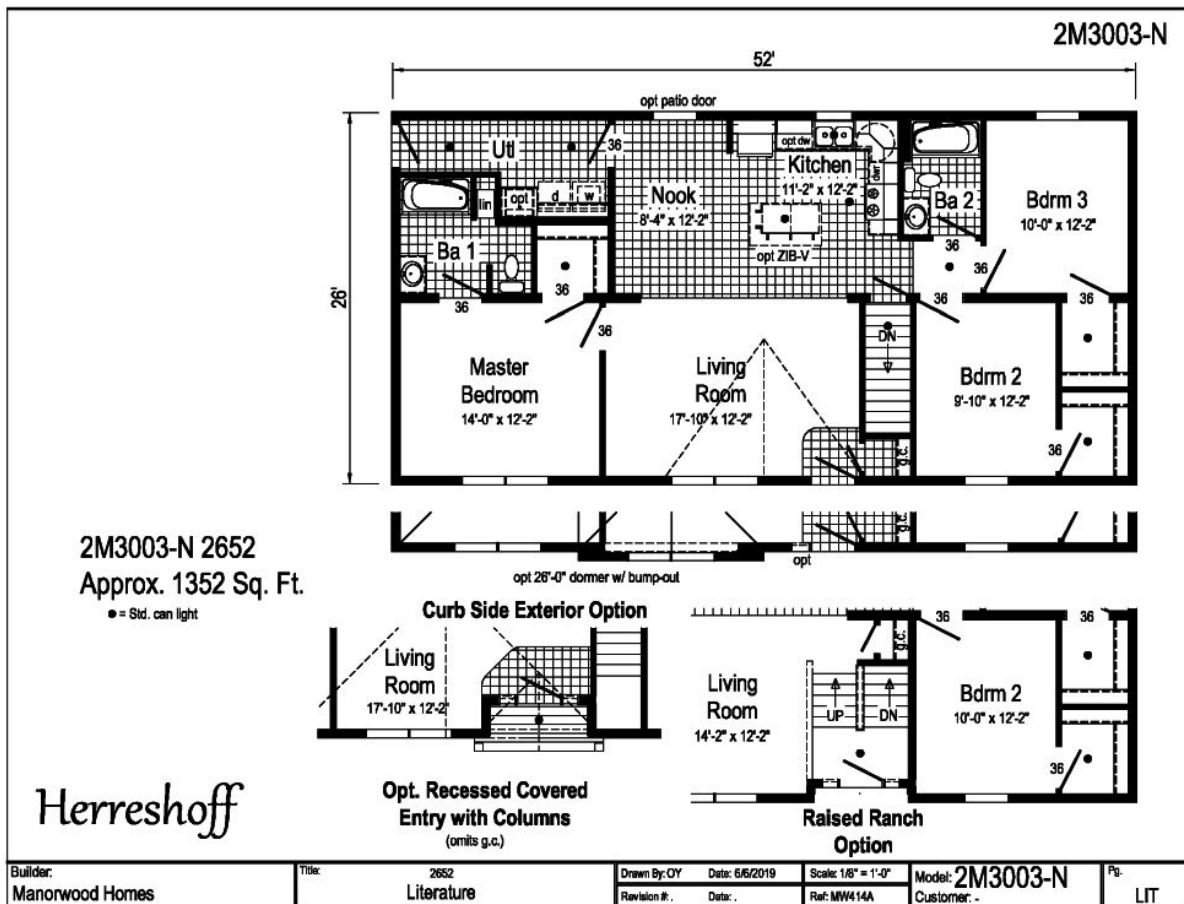 2M3003-N
52'
opt patio door
26'
Utl
36
36
lin
opt
d
w
Nook
8'-4" x 12'-2"
opt dw
Kitchen
11'-2" x 12'-2"
dwr
opt ZIB-V
Ba 2
36
36
36
Bdrm 3
10'-0" x 12'-2"
36
Ba 1
36
36
36
Master
Bedroom
14'-0" x 12'-2"
Living
Room
17'-10" x 12'-2"
DN
g.c.
Bdrm 2
9'-10" x 12'-2"
36
g.c.
opt
opt 26'-0" dormer w/ bump-out
Curb Side Exterior Option
2M3003-N 2652
Approx. 1352 Sq. Ft.
● = Std. can light
Living
Room
17'-10" x 12'-2"
Opt. Recessed Covered
Entry with Columns
(omits g.c.)
36
36
g.c.
Living
Room
14'-2" x 12'-2"
UP
DN
Bdrm 2
10'-0" x 12'-2"
36
Raised Ranch
Option
Herreshoff
Builder:
Manorwood Homes
Title:
2652
Literature
Drawn By: OY
Date: 6/6/2019
Revision #: .
Date: .
Scale: 1/8" = 1'-0"
Ref: MW414A
Model: 2M3003-N
Customer: -
Pg.
LIT